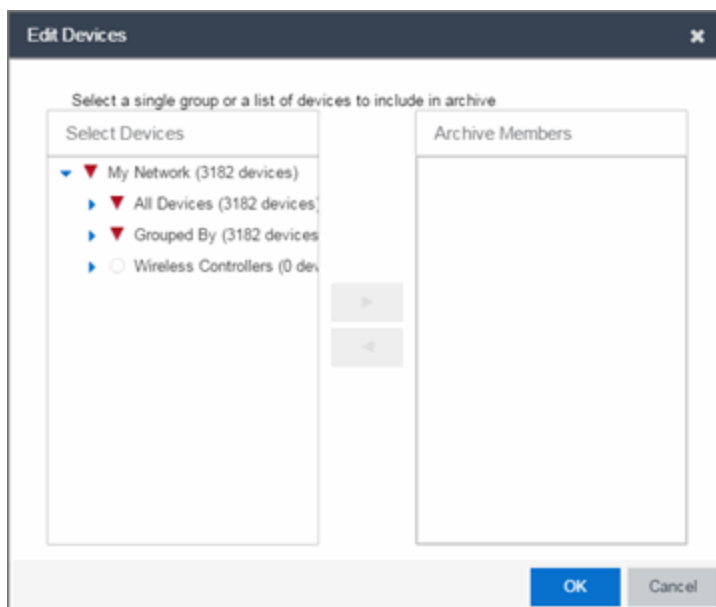 Edit Devices
Select a single group or a list of devices to include in archive
Select Devices
Archive Members
My Network (3182 devices)
All Devices (3182 devices)
Grouped By (3182 devices
Wireless Controllers (0 dev
OK
Cancel